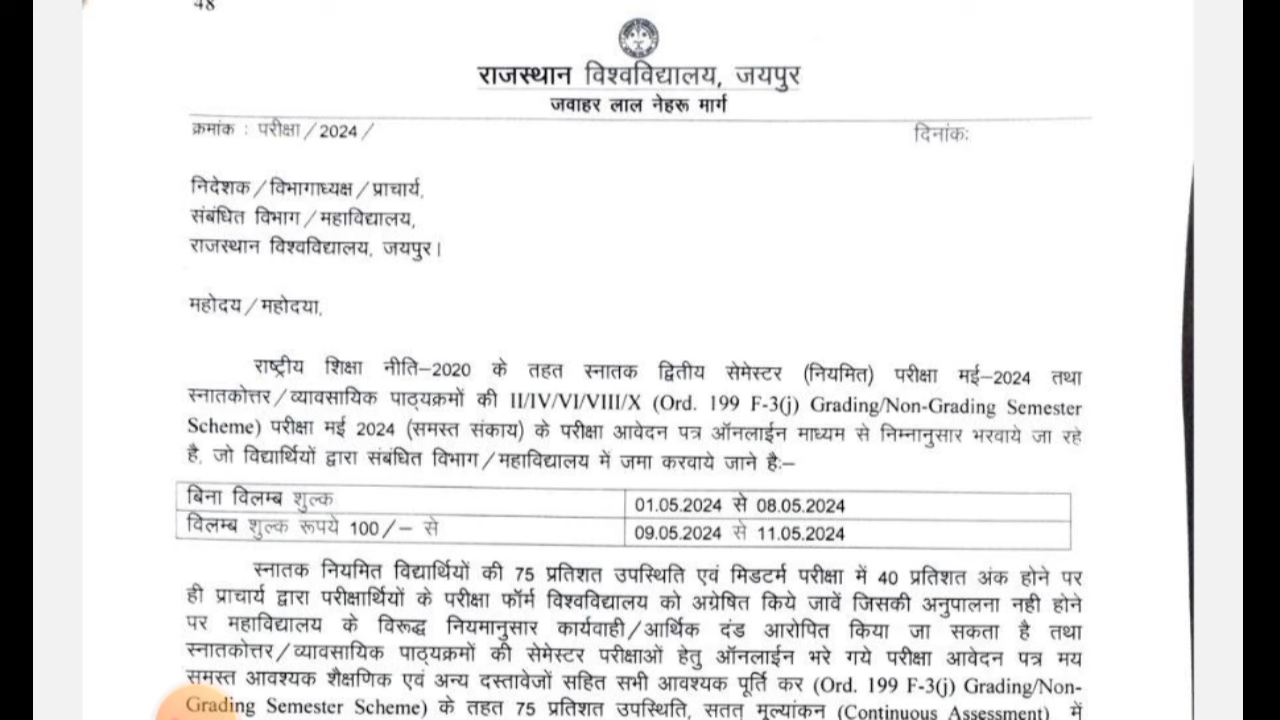 48
राजस्थान विश्वविद्यालय, जयपुर
जवाहर लाल नेहरू मार्ग
क्रमांक : परीक्षा/2024/
दिनांकः
निदेशक/विभागाध्यक्ष/प्राचार्य,
संबंधित विभाग/महाविद्यालय,
राजस्थान विश्वविद्यालय, जयपुर।
महोदय/महोदया,
राष्ट्रीय शिक्षा नीति–2020 के तहत स्नातक द्वितीय सेमेस्टर (नियमित) परीक्षा मई–2024 तथा
स्नातकोत्तर/व्यावसायिक पाठ्यक्रमों की II/IV/VI/VIII/X (Ord. 199 F-3(j) Grading/Non-Grading Semester
Scheme) परीक्षा मई 2024 (समस्त संकाय) के परीक्षा आवेदन पत्र ऑनलाईन माध्यम से निम्नानुसार भरवाये जा रहे
है, जो विद्यार्थियों द्वारा संबंधित विभाग/महाविद्यालय में जमा करवाये जाने हैः–
बिना विलम्ब शुल्क 01.05.2024 से 08.05.2024
विलम्ब शुल्क रूपये 100/– से 09.05.2024 से 11.05.2024
स्नातक नियमित विद्यार्थियों की 75 प्रतिशत उपस्थिति एवं मिडटर्म परीक्षा में 40 प्रतिशत अंक होने पर
ही प्राचार्य द्वारा परीक्षार्थियों के परीक्षा फॉर्म विश्वविद्यालय को अग्रेषित किये जावें जिसकी अनुपालना नही होने
पर महाविद्यालय के विरूद्ध नियमानुसार कार्यवाही/आर्थिक दंड आरोपित किया जा सकता है तथा
स्नातकोत्तर/व्यावसायिक पाठ्यक्रमों की सेमेस्टर परीक्षाओं हेतु ऑनलाईन भरे गये परीक्षा आवेदन पत्र मय
समस्त आवश्यक शैक्षणिक एवं अन्य दस्तावेजों सहित सभी आवश्यक पूर्ति कर (Ord. 199 F-3(j) Grading/Non-
Grading Semester Scheme) के तहत 75 प्रतिशत उपस्थिति, सतत मूल्यांकन (Continuous Assessment) में